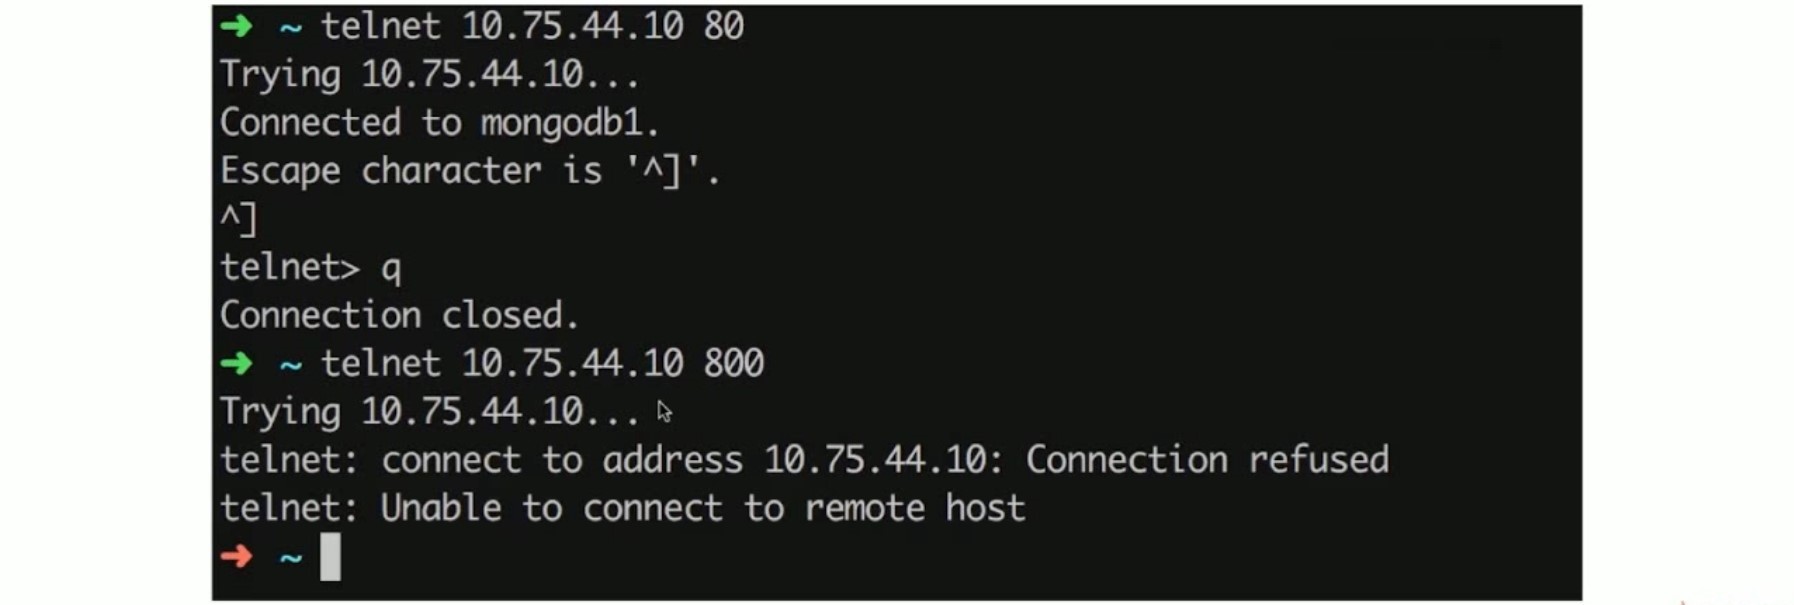 ➜ ~ telnet 10.75.44.10 80
Trying 10.75.44.10...
Connected to mongodb1.
Escape character is '^]'.
^]
telnet> q
Connection closed.
➜ ~ telnet 10.75.44.10 800
Trying 10.75.44.10...
telnet: connect to address 10.75.44.10: Connection refused
telnet: Unable to connect to remote host
➜ ~